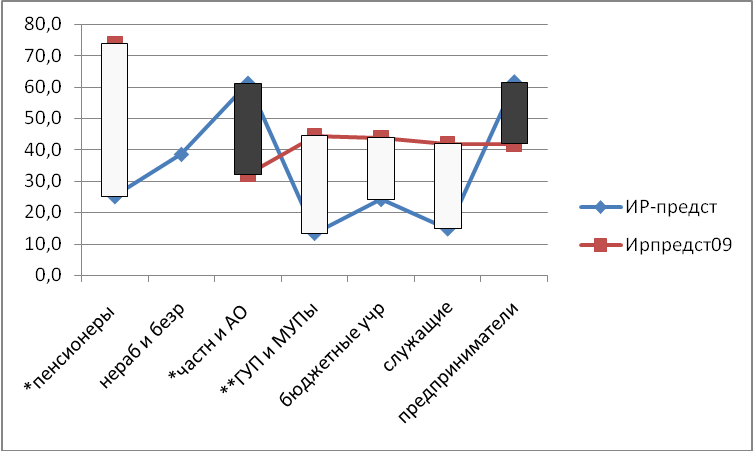 80,0
70,0
60,0
50,0
40,0
30,0
20,0
10,0
0,0
*пенсионеры
нераб и безр
*частн и АО
**ГУП и МУПы
бюджетные учр
служащие
предприниматели
ИР-предст
Ирпредст09